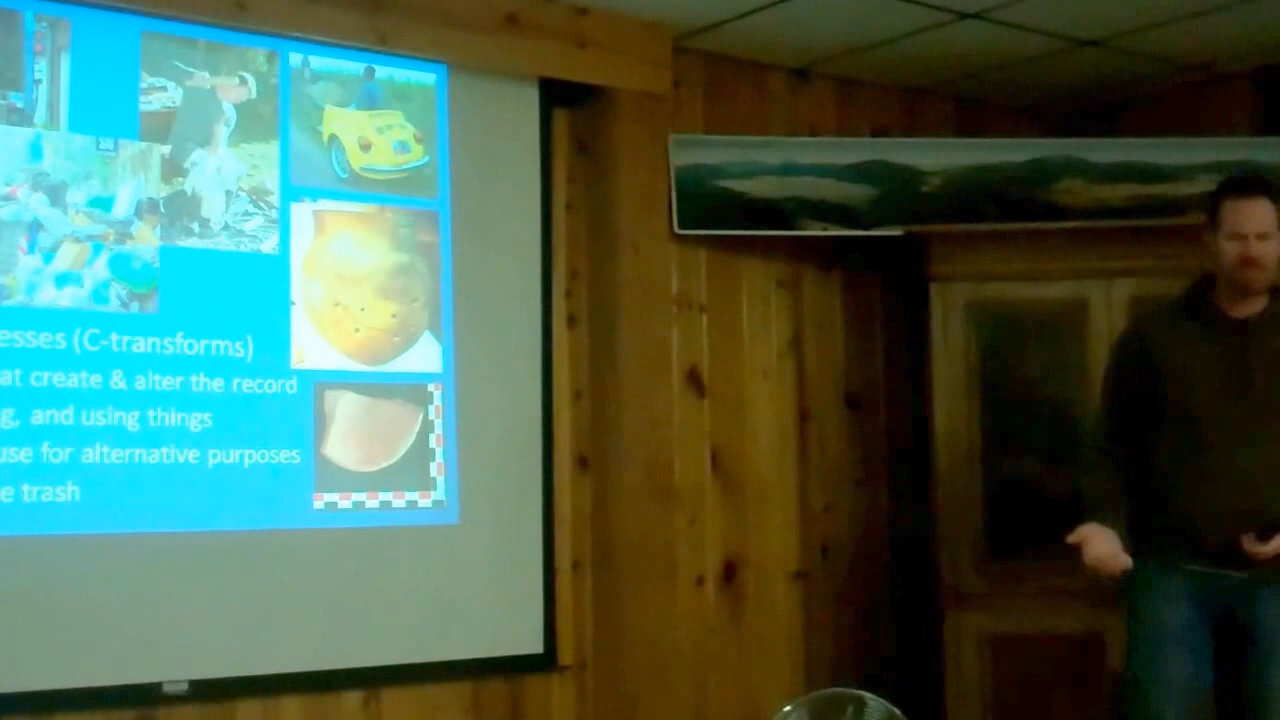 esses (C-transforms)
at create & alter the record
g, and using things
use for alternative purposes
e trash